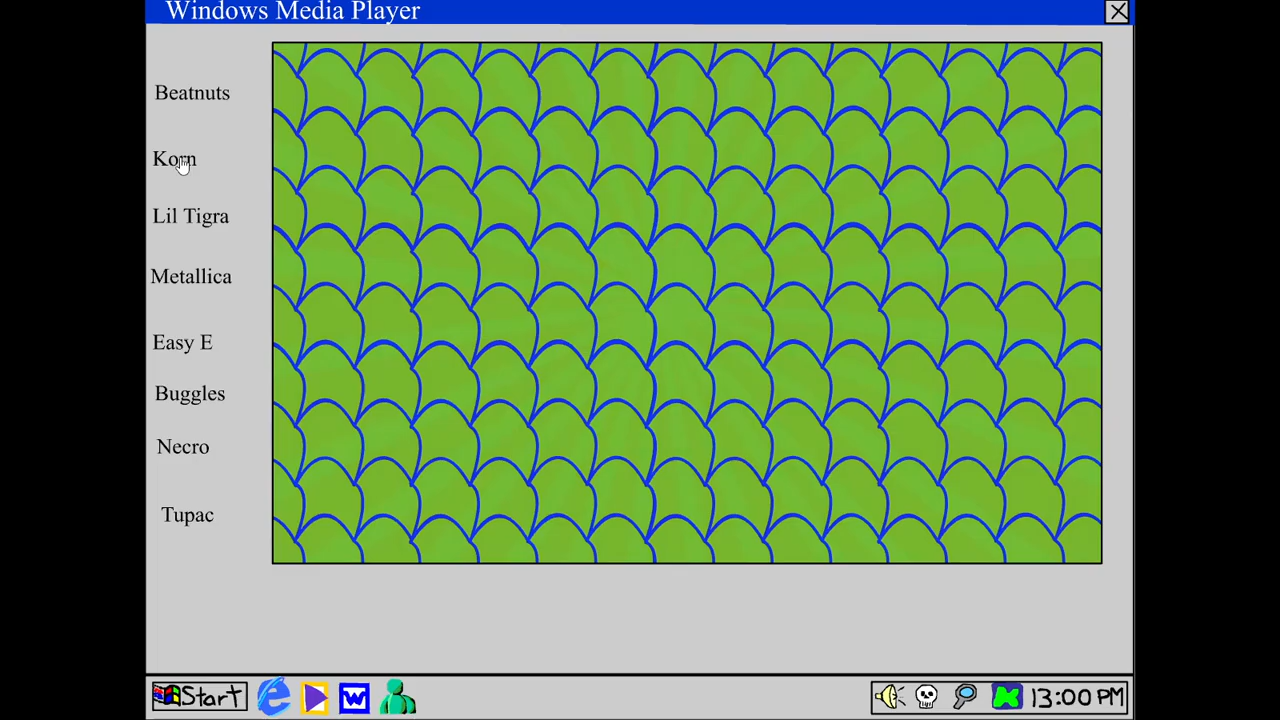 Windows Media Player
Beatnuts
Korn
Lil Tigra
Metallica
Easy E
Buggles
Necro
Tupac
Start
W
13:00 PM